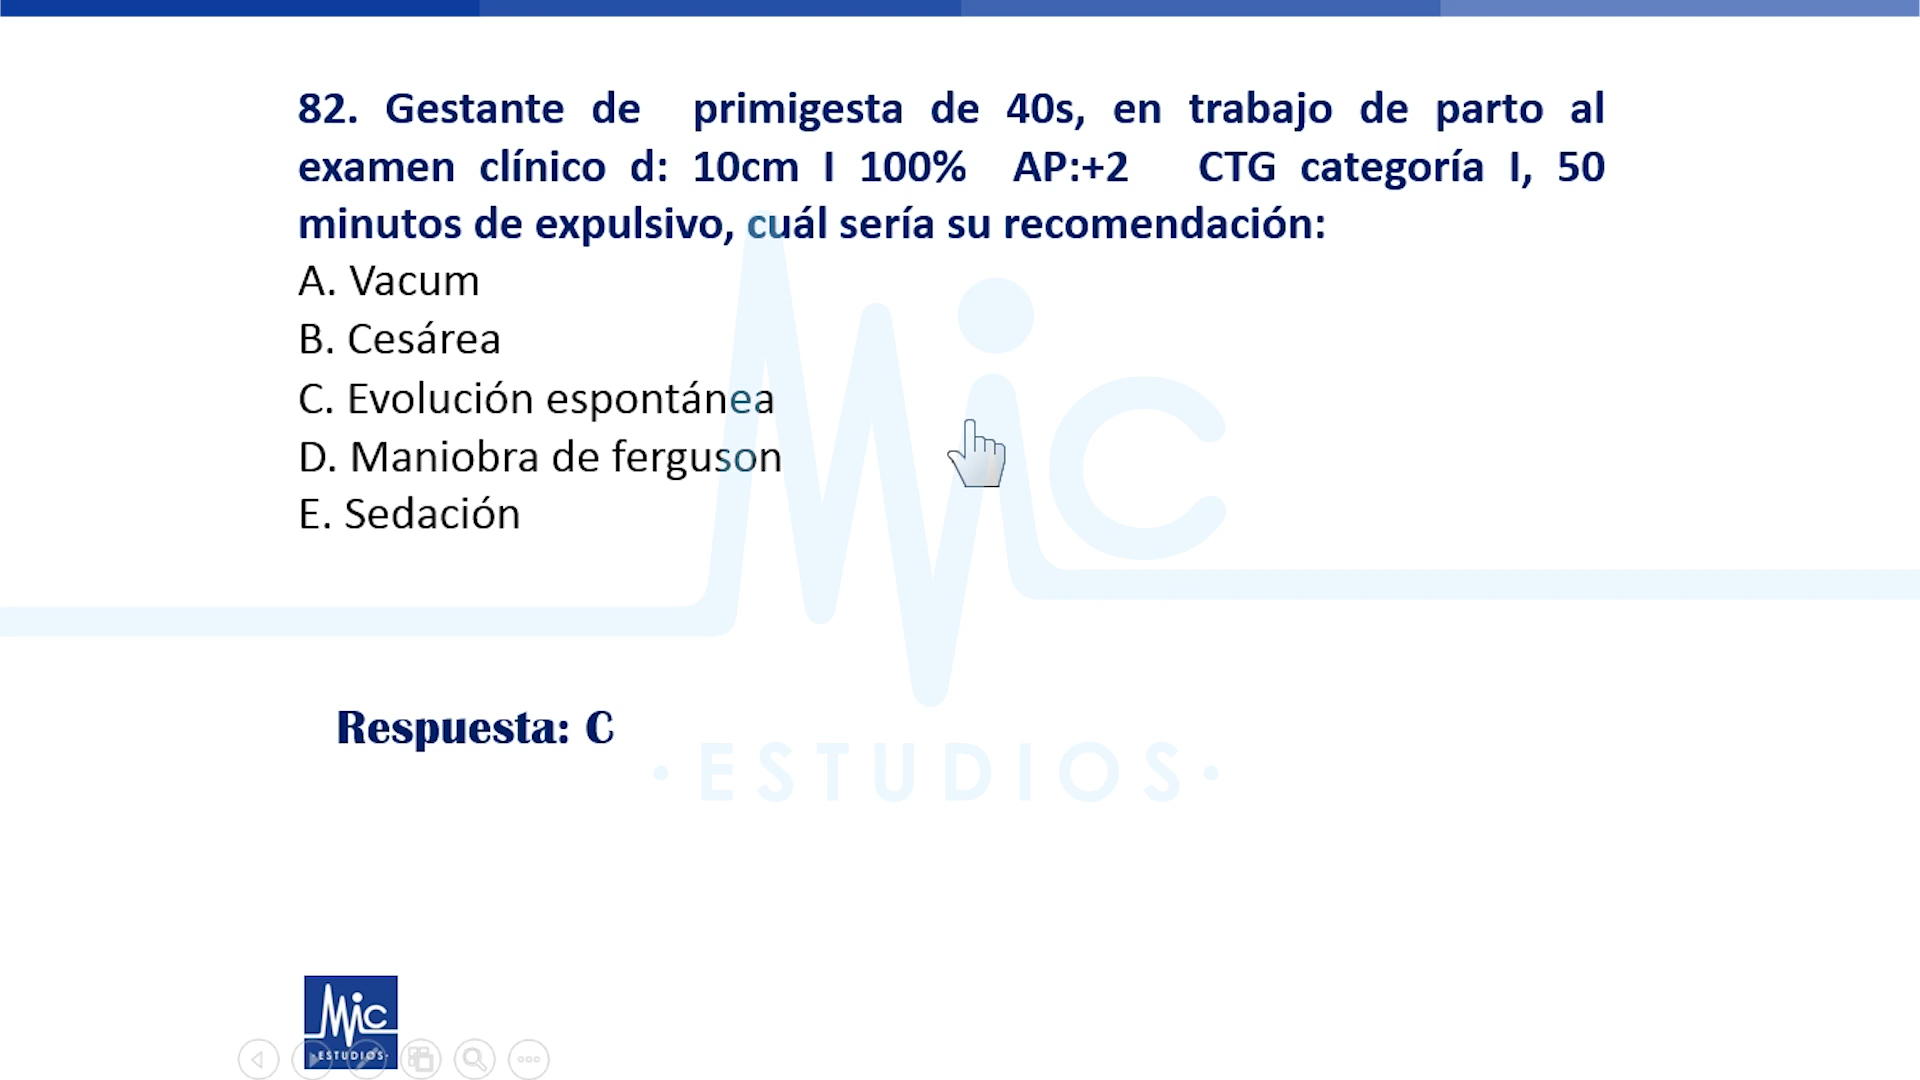 82. Gestante de primigesta de 40s, en trabajo de parto al
examen clínico d: 10cm I 100% AP:+2 CTG categoría I, 50
minutos de expulsivo, cuál sería su recomendación:
A. Vacum
B. Cesárea
C. Evolución espontánea
D. Maniobra de ferguson
E. Sedación
Mic
·ESTUDIOS·
Respuesta: C
Mic
·ESTUDIOS·